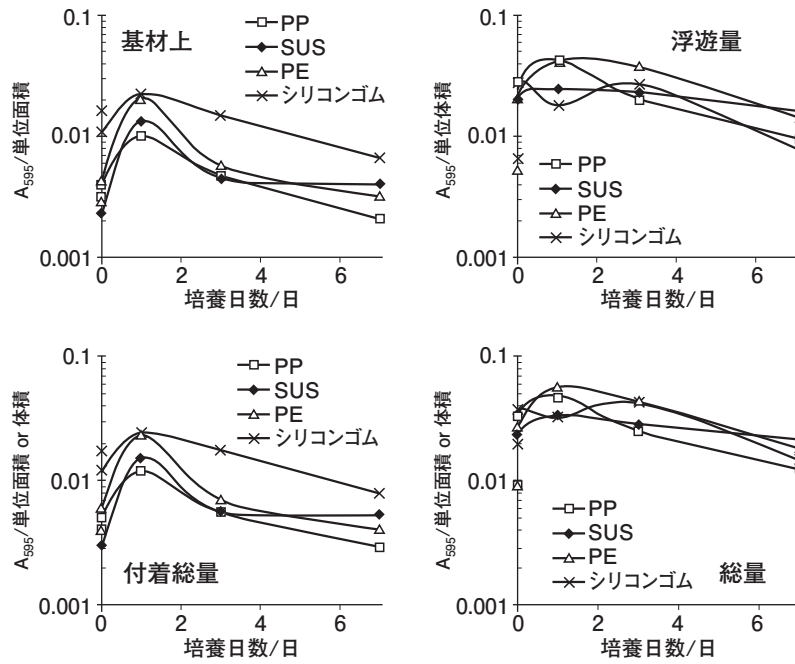 基材上
PP
SUS
PE
シリコンゴム
0.1
0.01
0.001
A595/単位面積
0 2 4 6
培養日数/日
浮遊量
PP
SUS
PE
シリコンゴム
0.1
0.01
0.001
A595/単位体積
0 2 4 6
培養日数/日
付着総量
PP
SUS
PE
シリコンゴム
0.1
0.01
0.001
A595/単位面積 or 体積
0 2 4 6
培養日数/日
総量
PP
SUS
PE
シリコンゴム
0.1
0.01
0.001
A595/単位面積 or 体積
0 2 4 6
培養日数/日